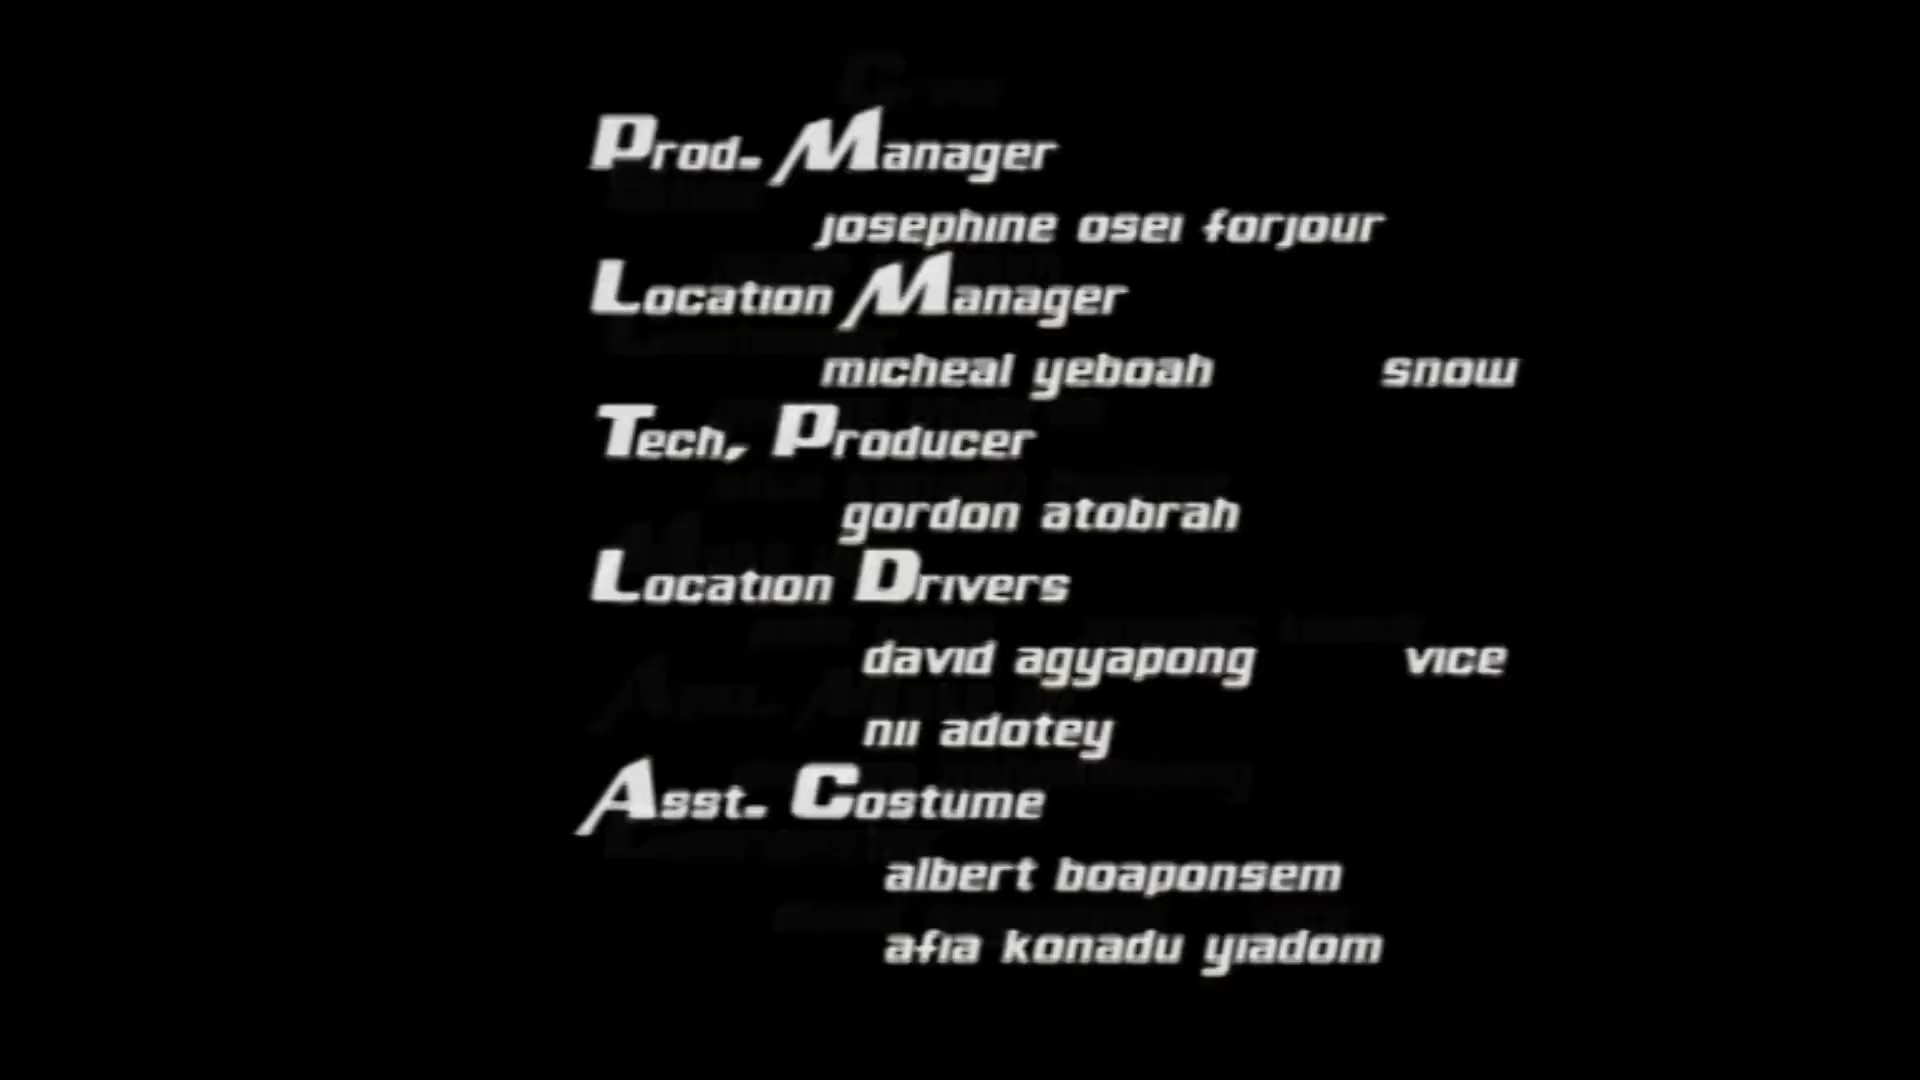 Prod. Manager
josephine osei forjour
Location Manager
micheal yeboah snow
Tech, Producer
gordon atobrah
Location Drivers
david agyapong vice
nii adotey
Asst. Costume
albert boaponsem
afia konadu yiadom